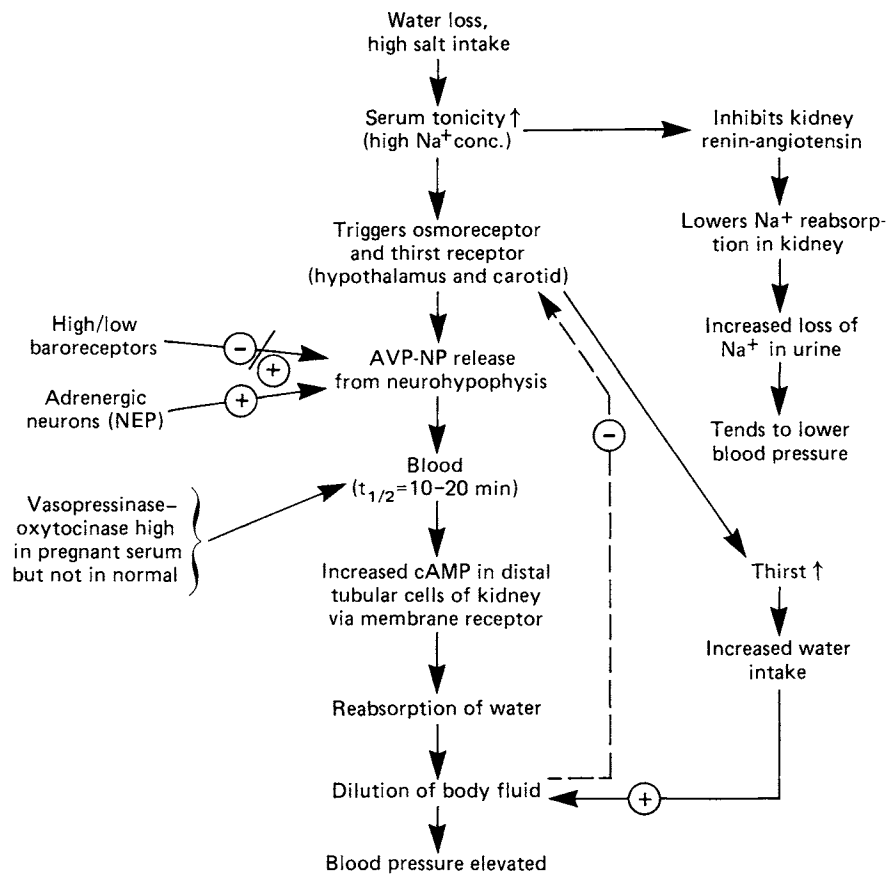 Water loss,
high salt intake
Serum tonicity ↑
(high Na+ conc.)
Inhibits kidney
renin-angiotensin
Lowers Na+ reabsorp-
tion in kidney
Triggers osmoreceptor
and thirst receptor
(hypothalamus and carotid)
Increased loss of
Na+ in urine
High/low
baroreceptors
−/+
AVP-NP release
from neurohypophysis
Adrenergic
neurons (NEP)
+
Tends to lower
blood pressure
−
Blood
(t1/2=10–20 min)
Vasopressinase–
oxytocinase high
in pregnant serum
but not in normal
Increased cAMP in distal
tubular cells of kidney
via membrane receptor
Thirst ↑
Increased water
intake
Reabsorption of water
Dilution of body fluid
+
Blood pressure elevated